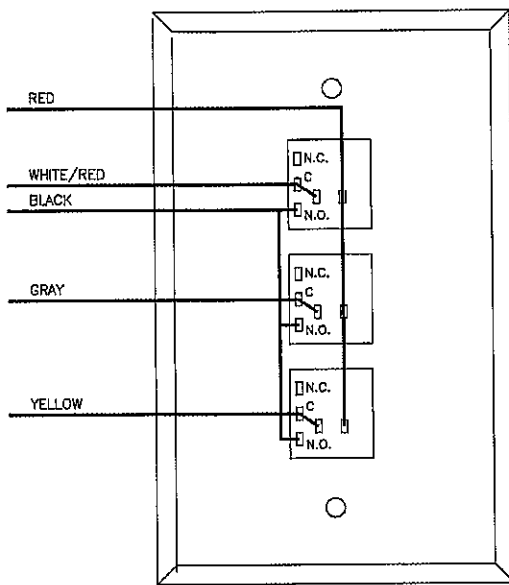 RED
N.C.
WHITE/RED
C
BLACK
N.O.
N.C.
GRAY
C
N.O.
N.C.
YELLOW
C
N.O.